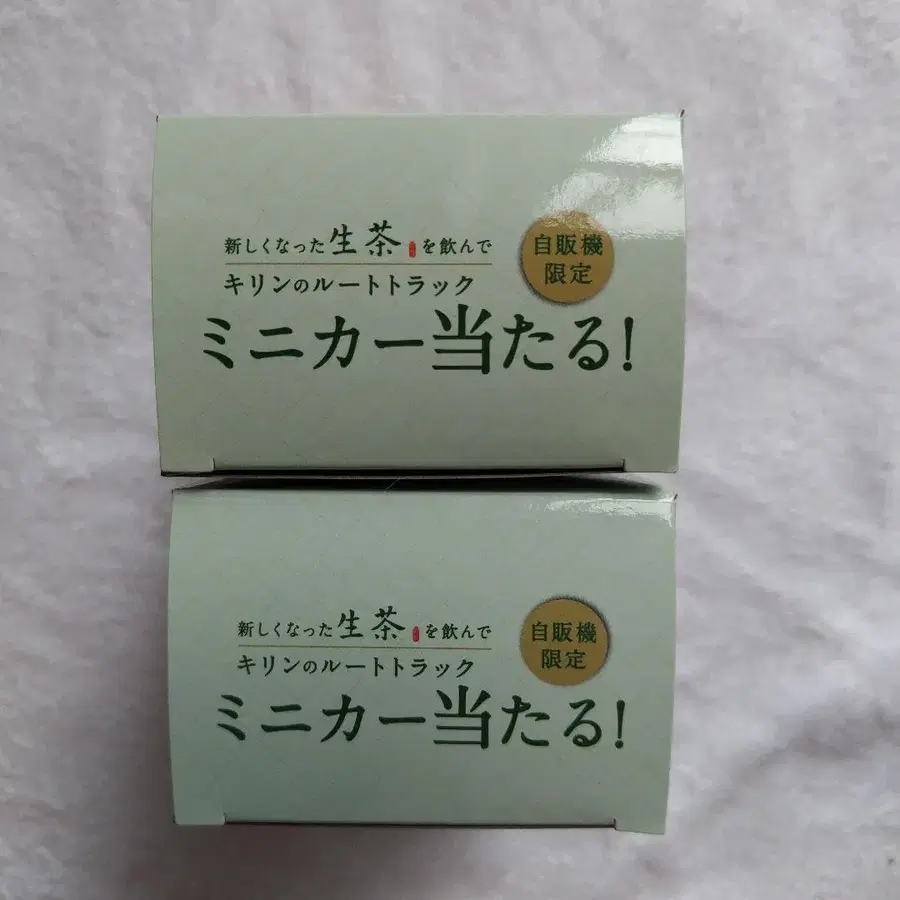 新しくなった生茶を飲んで
キリンのルートトラック
ミニカー当たる!
自販機
限定
新しくなった生茶を飲んで
キリンのルートトラック
ミニカー当たる!
自販機
限定